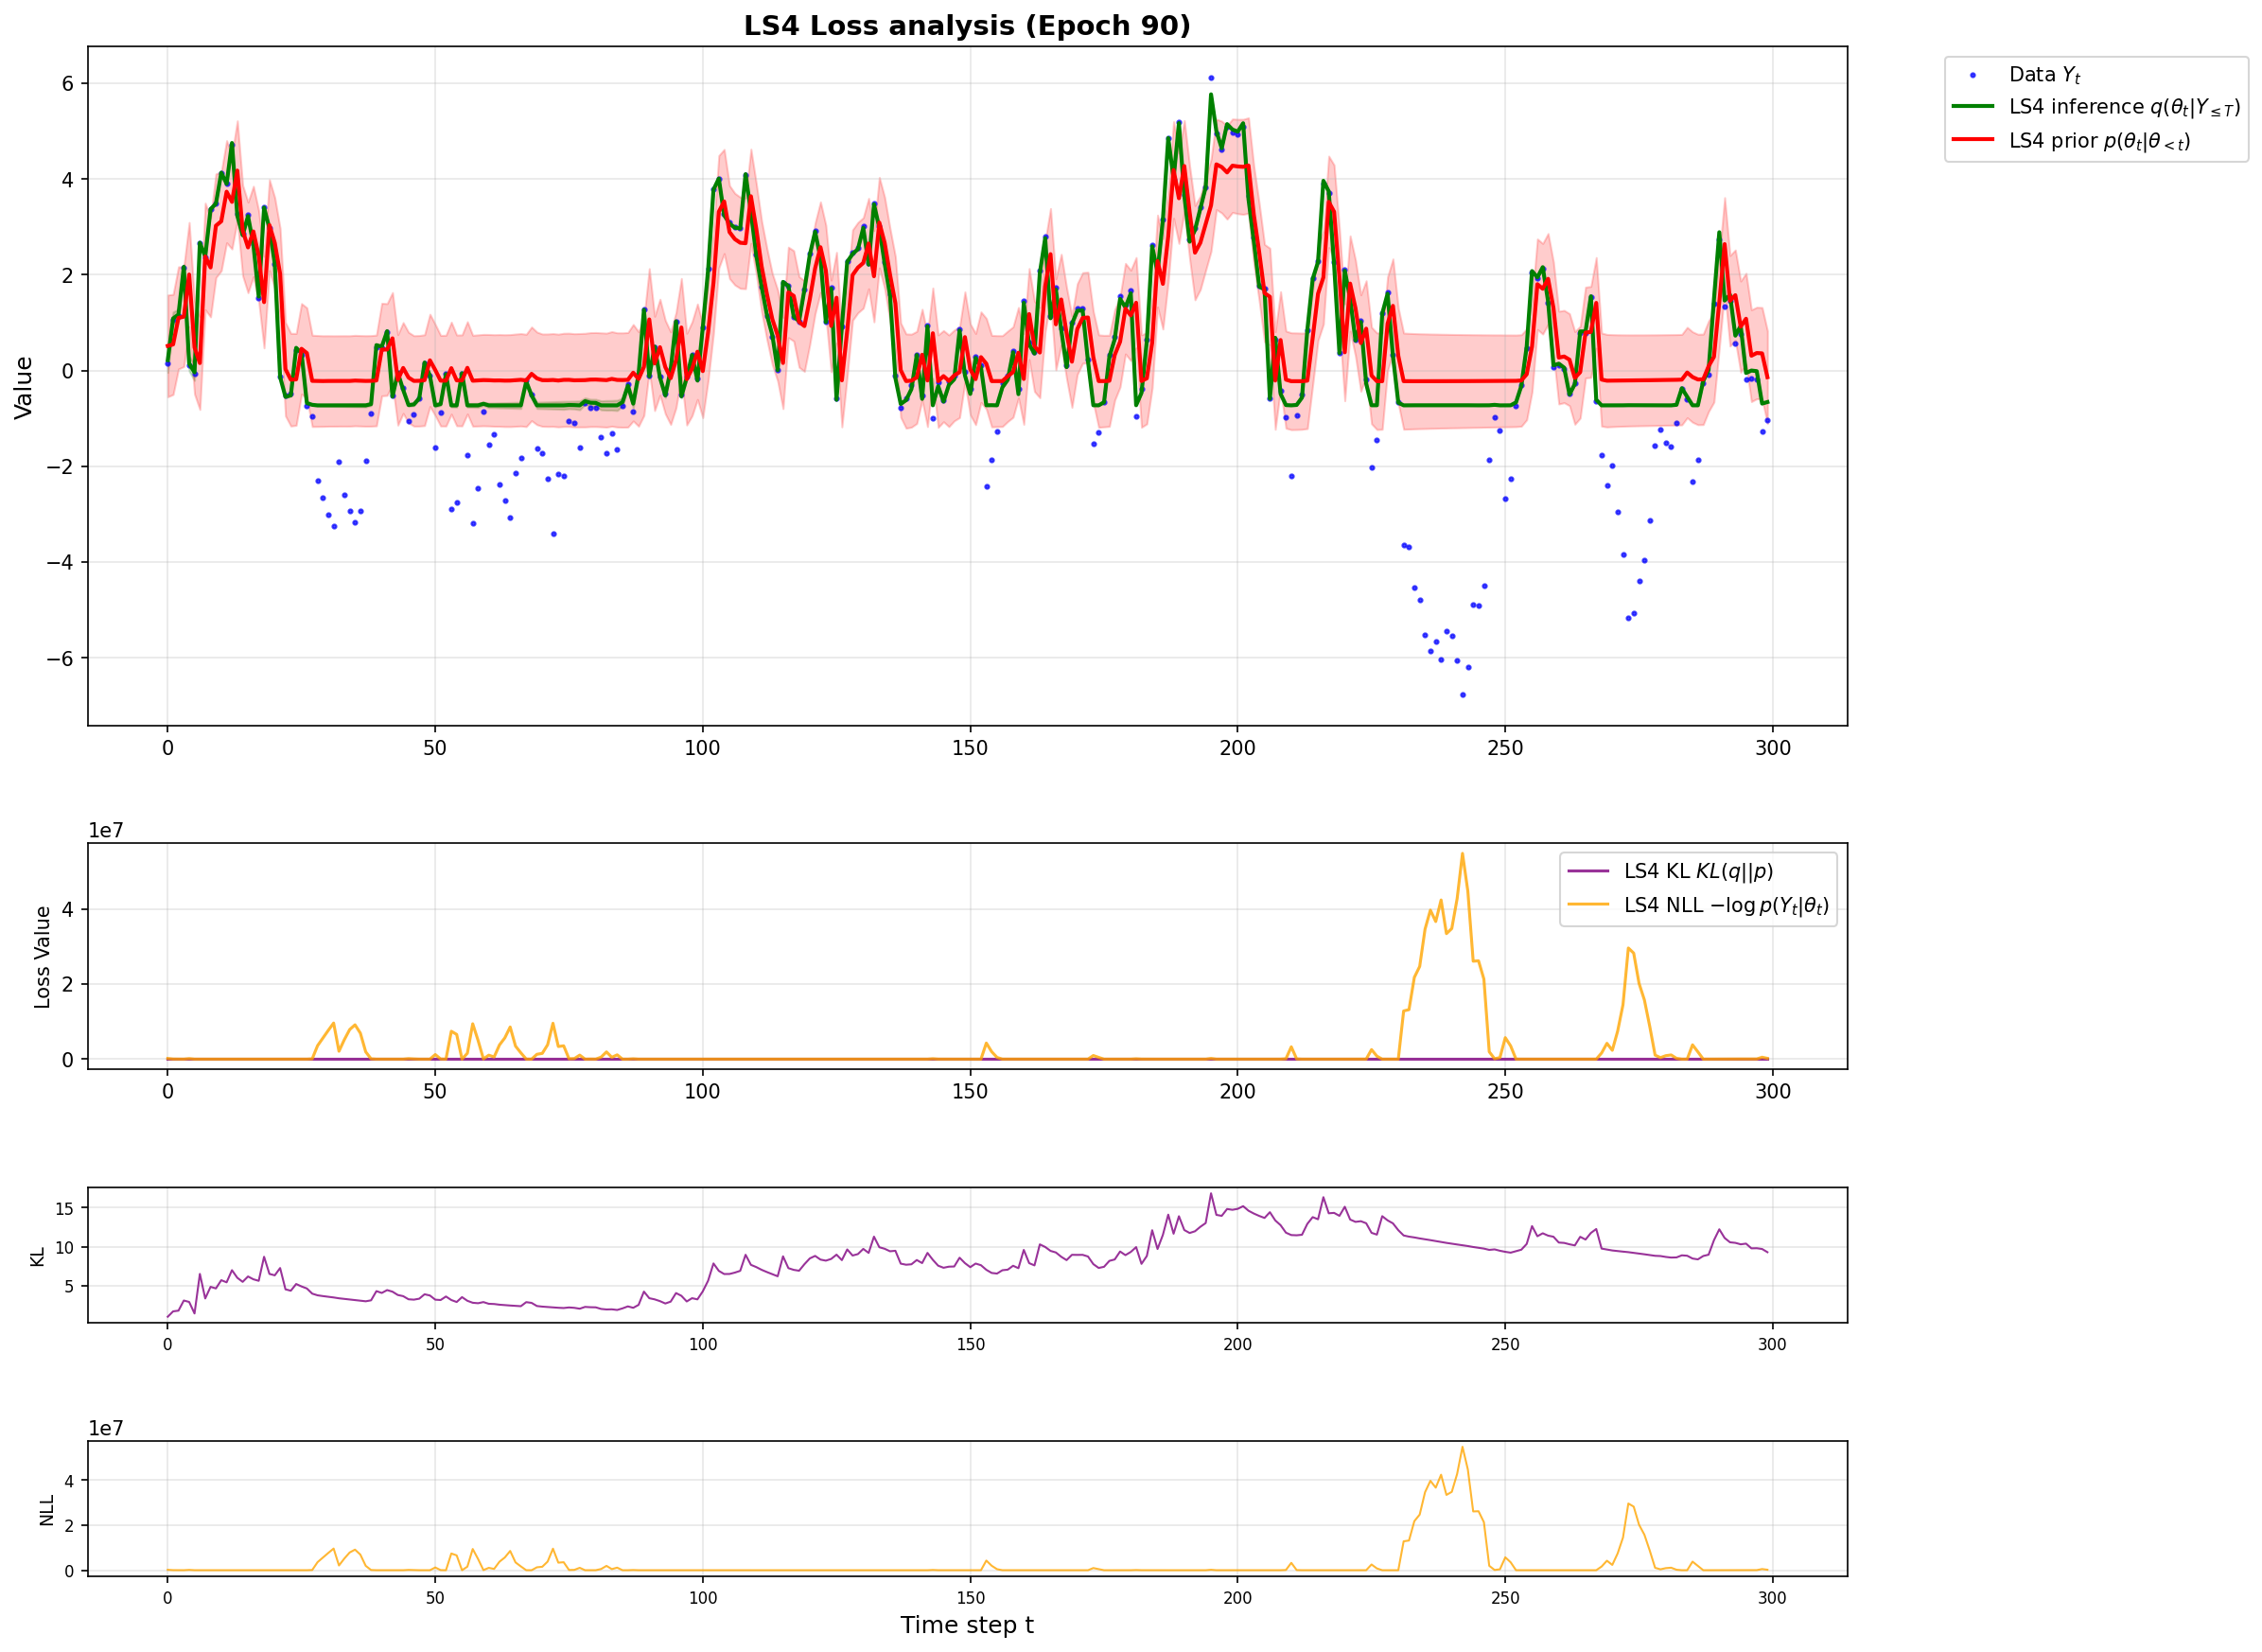 LS4 Loss analysis (Epoch 90)
Data Y_t
LS4 inference q(θ_t|Y_{≤T})
LS4 prior p(θ_t|θ_{<t})
Value
6
4
2
0
−2
−4
−6
0 50 100 150 200 250 300
1e7
LS4 KL KL(q||p)
LS4 NLL −log p(Y_t|θ_t)
Loss Value
4
2
0
0 50 100 150 200 250 300
KL
15
10
5
0 50 100 150 200 250 300
1e7
NLL
4
2
0
0 50 100 150 200 250 300
Time step t